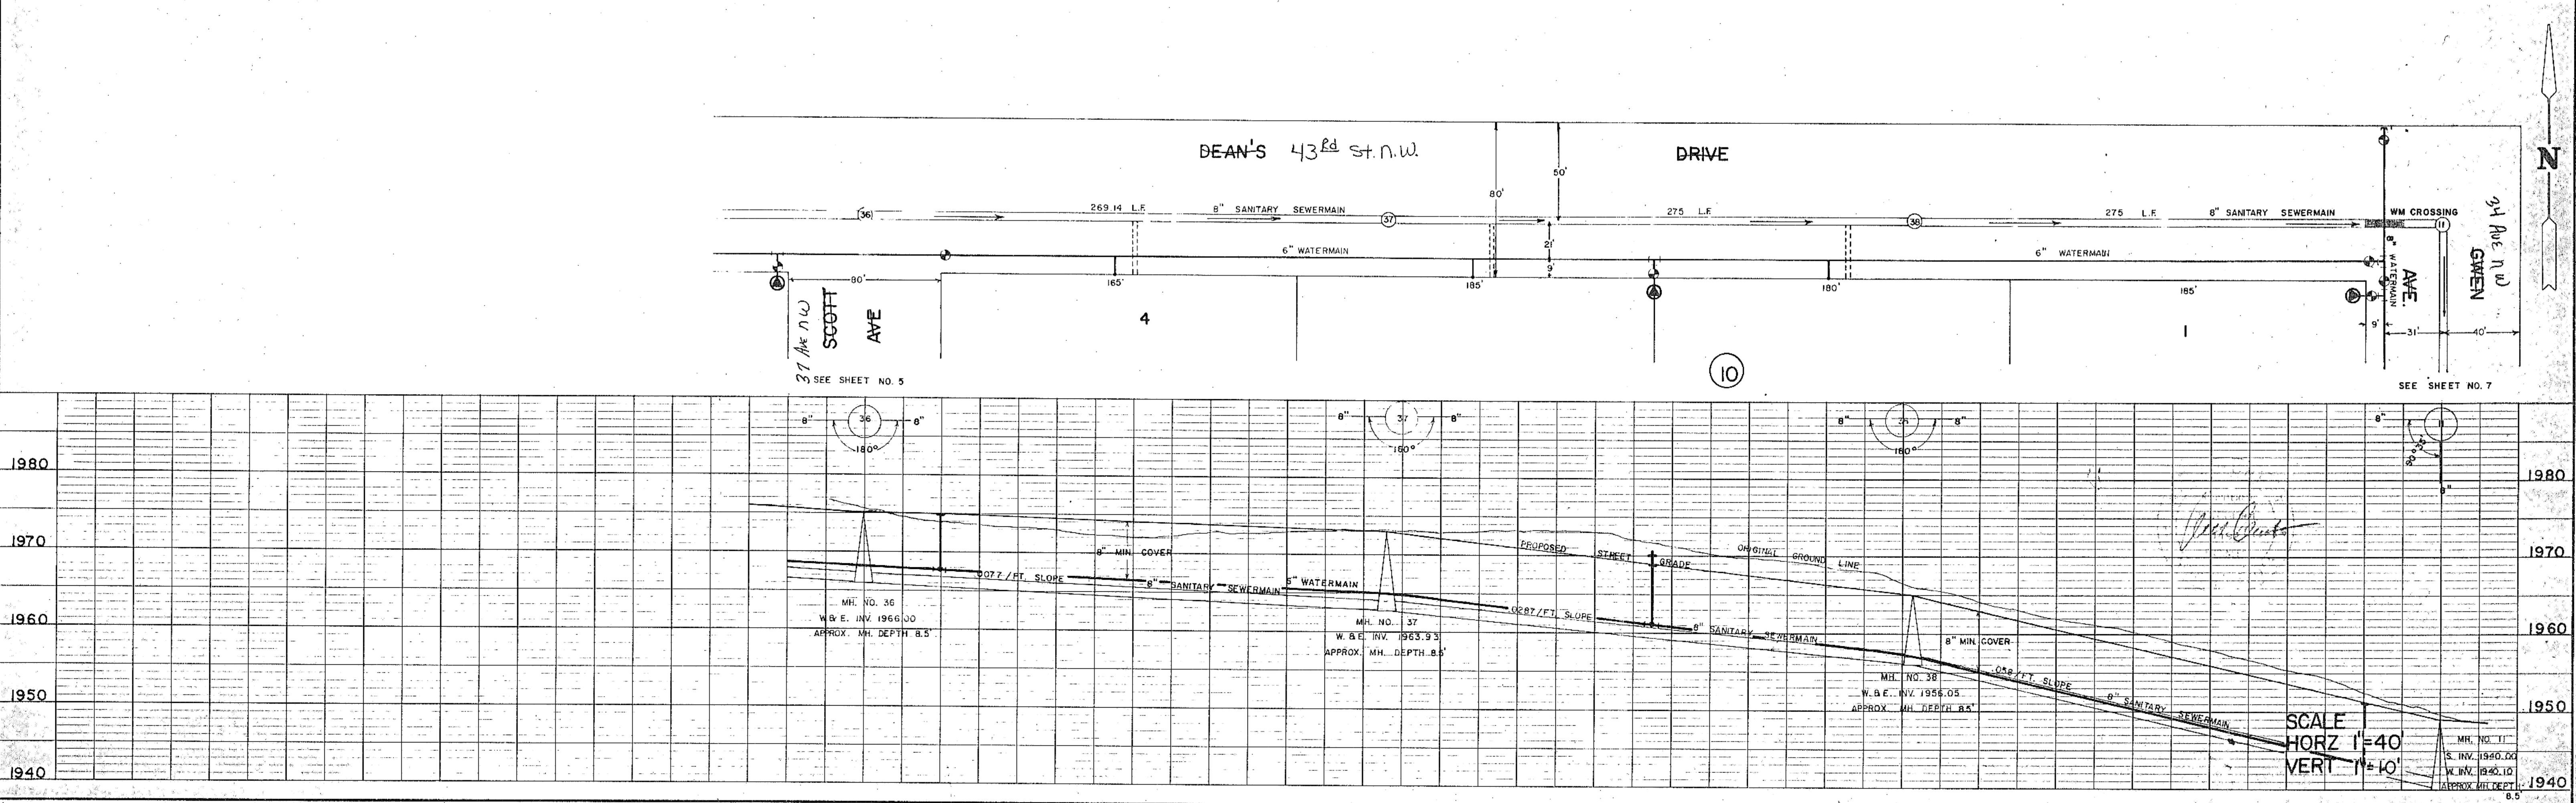 DEAN'S 43Rd St. n.w.
DRIVE
N
80'
50'
36
269.14 L.F.
8" SANITARY SEWERMAIN
37
275 L.F.
38
275 L.F.
8" SANITARY SEWERMAIN
WM CROSSING
11
34 Ave n w
GWEN
AVE.
8" WATERMAIN
6" WATERMAIN
21'
9'
6" WATERMAIN
80'
165'
185'
180'
185'
9'
31'
40'
37 Ave n w
SCOTT
AVE
4
1
10
SEE SHEET NO. 5
SEE SHEET NO. 7
8" 36 8"
180°
8" 37 8"
180°
8" 38 8"
180°
8" 11
90°35'
8"
1980
1980
1970
1970
1960
1960
1950
1950
1940
1940
8" MIN. COVER
.0077 / FT. SLOPE
8" SANITARY SEWERMAIN
6" WATERMAIN
PROPOSED STREET GRADE
ORIGINAL GROUND LINE
MH. NO. 36
W & E. INV. 1966.00
APPROX. MH. DEPTH 8.5'
MH. NO. 37
W. & E. INV. 1963.93
APPROX. MH. DEPTH 8.5'
.0287 / FT. SLOPE
8" SANITARY SEWERMAIN
8" MIN. COVER
MH. NO. 38
W. & E. INV. 1956.05
APPROX. MH. DEPTH 8.5'
.058 / FT. SLOPE
8" SANITARY SEWERMAIN
SCALE
HORZ 1"=40'
VERT 1"=10'
MH. NO. 11
S. INV. 1940.00
W. INV. 1940.10
APPROX. MH. DEPTH
8.5'